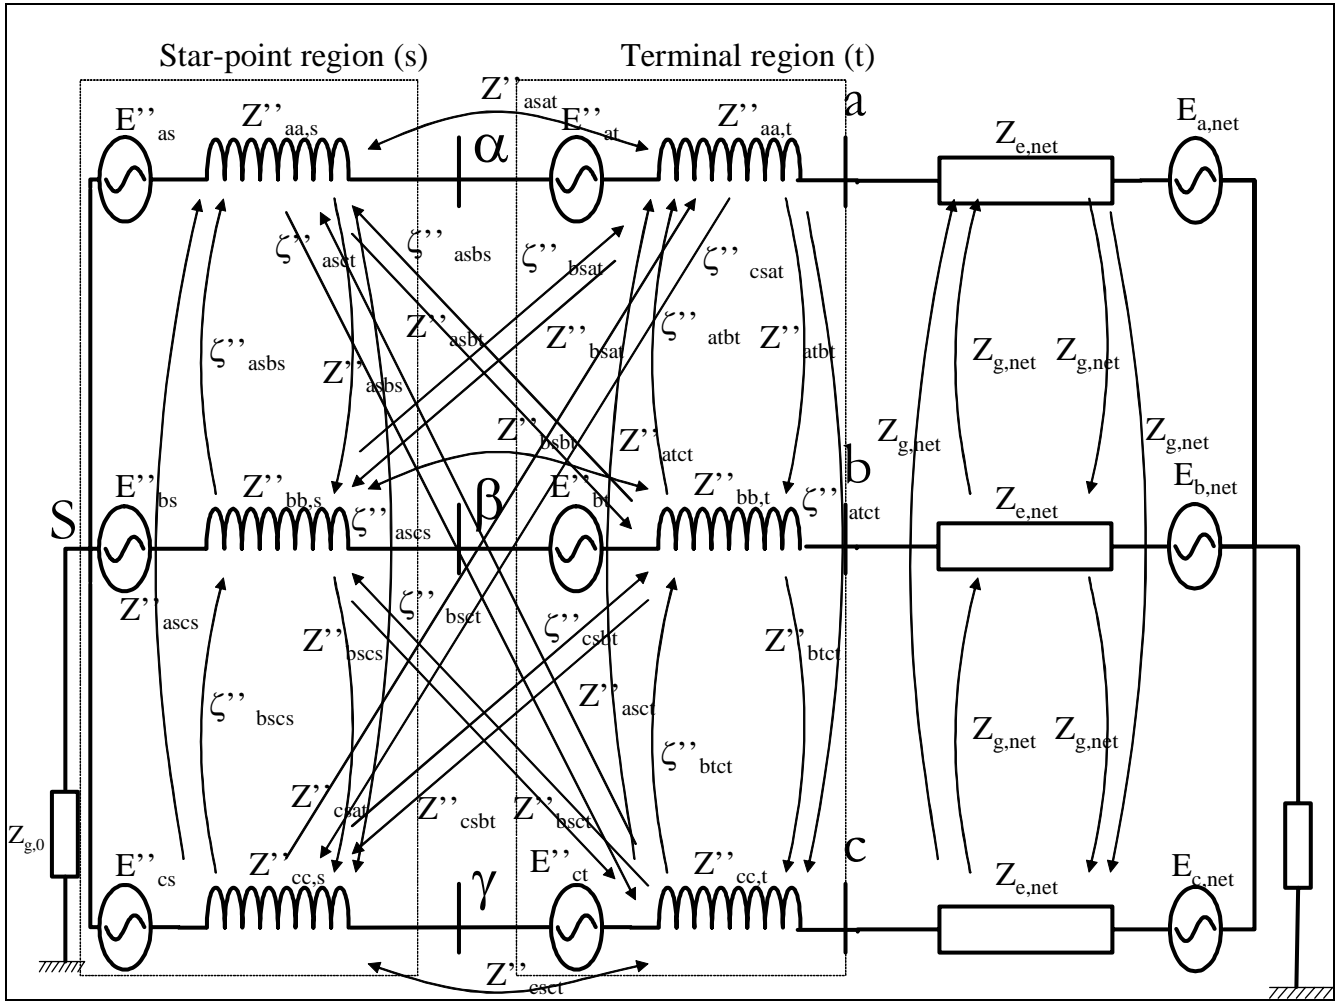 Star-point region (s)
Terminal region (t)
Z’’asat
a
E’’as
Z’’aa,s
α
E’’at
Z’’aa,t
Ze,net
Ea,net
ζ’’asct
ζ’’asbs
ζ’’bsat
ζ’’csat
ζ’’asbs
Z’’asbs
Z’’asbt
Z’’bsat
ζ’’atbt
Z’’atbt
Zg,net
Zg,net
Z’’bsbt
Z’’atct
Zg,net
Zg,net
S
E’’bs
Z’’bb,s
ζ’’ascs
β
E’’bt
Z’’bb,t
b
ζ’’atct
Ze,net
Eb,net
Z’’ascs
Z’’bscs
ζ’’bsct
ζ’’csbt
Z’’btct
ζ’’bscs
Z’’asct
ζ’’btct
Zg,net
Zg,net
Zg,0
Z’’csat
Z’’csbt
Z’’bsct
E’’cs
Z’’cc,s
γ
E’’ct
Z’’cc,t
c
Ze,net
Ec,net
Z’’csct